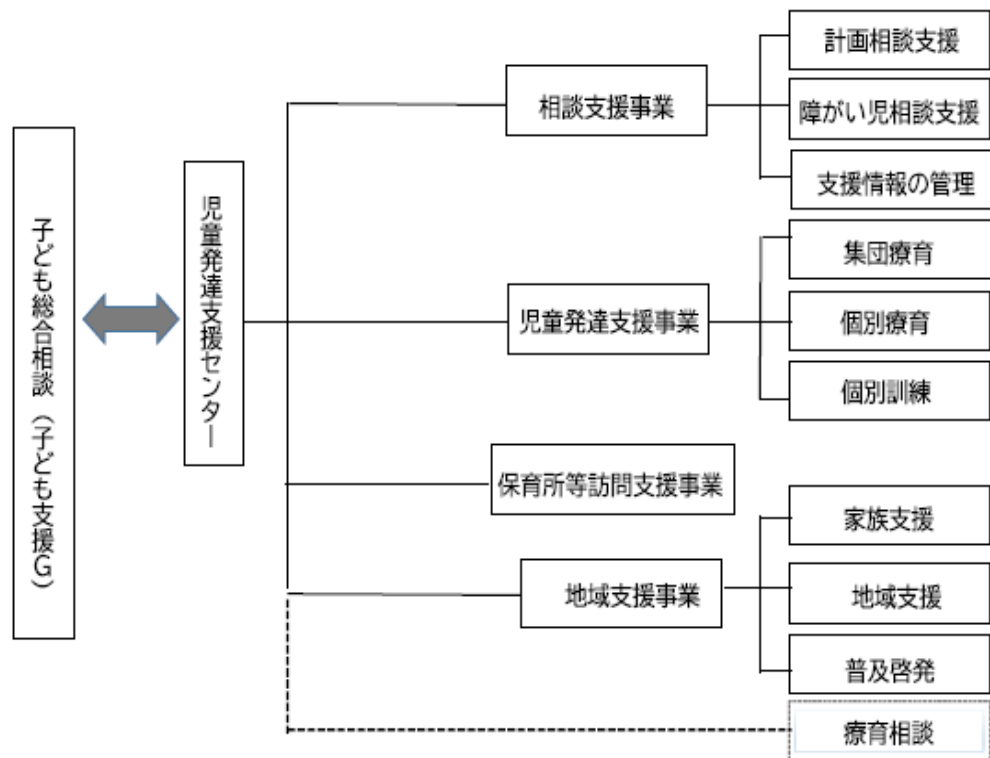 子ども総合相談（子ども支援G）
児童発達支援センター
相談支援事業
計画相談支援
障がい児相談支援
支援情報の管理
児童発達支援事業
集団療育
個別療育
個別訓練
保育所等訪問支援事業
地域支援事業
家族支援
地域支援
普及啓発
療育相談